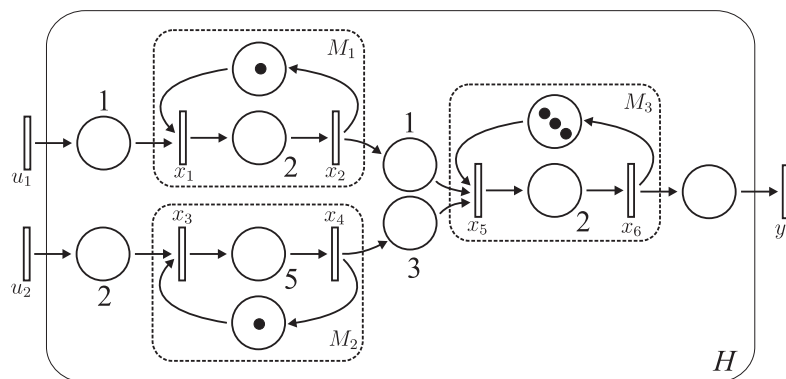 M₁
1
u₁
x₁
2
x₂
1
M₃
x₅
2
x₆
y
u₂
2
x₃
5
x₄
3
M₂
H